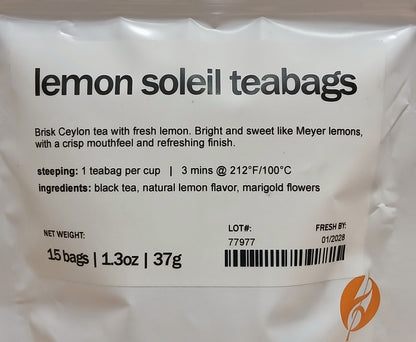 lemon soleil teabags
Brisk Ceylon tea with fresh lemon. Bright and sweet like Meyer lemons,
with a crisp mouthfeel and refreshing finish.
steeping: 1 teabag per cup | 3 mins @ 212°F/100°C
ingredients: black tea, natural lemon flavor, marigold flowers
NET WEIGHT:
15 bags | 1.3oz | 37g
LOT#:
77977
FRESH BY:
01/2028